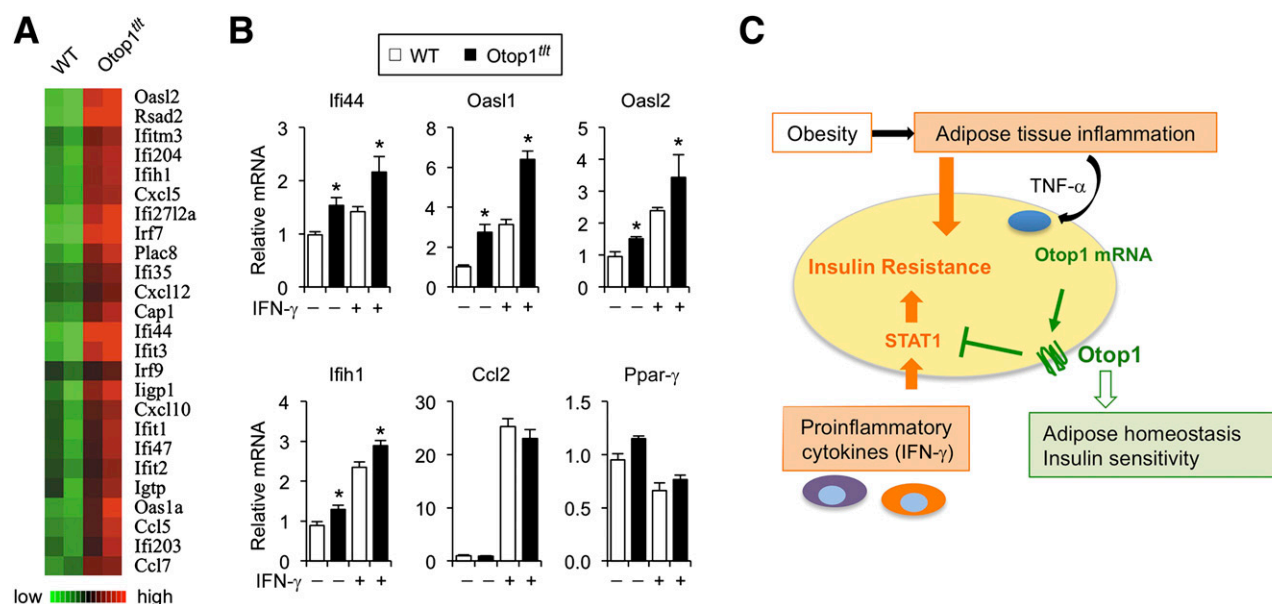 A
WT
Otop1tlt
Oasl2
Rsad2
Ifitm3
Ifi204
Ifih1
Cxcl5
Ifi27l2a
Irf7
Plac8
Ifi35
Cxcl12
Cap1
Ifi44
Ifit3
Irf9
Iigp1
Cxcl10
Ifit1
Ifi47
Ifit2
Igtp
Oas1a
Ccl5
Ifi203
Ccl7
low high
B
WT Otop1tlt
Ifi44
Relative mRNA
3
2
1
0
* *
IFN-γ – – + +
Oasl1
8
6
4
2
0
* *
– – + +
Oasl2
5
4
3
2
1
0
* *
– – + +
Ifih1
Relative mRNA
4
3
2
1
0
* *
IFN-γ – – + +
Ccl2
30
20
10
0
– – + +
Ppar-γ
1.5
1.0
0.5
0.0
– – + +
C
Obesity
Adipose tissue inflammation
TNF-α
Otop1 mRNA
Insulin Resistance
STAT1
Otop1
Proinflammatory
cytokines (IFN-γ)
Adipose homeostasis
Insulin sensitivity